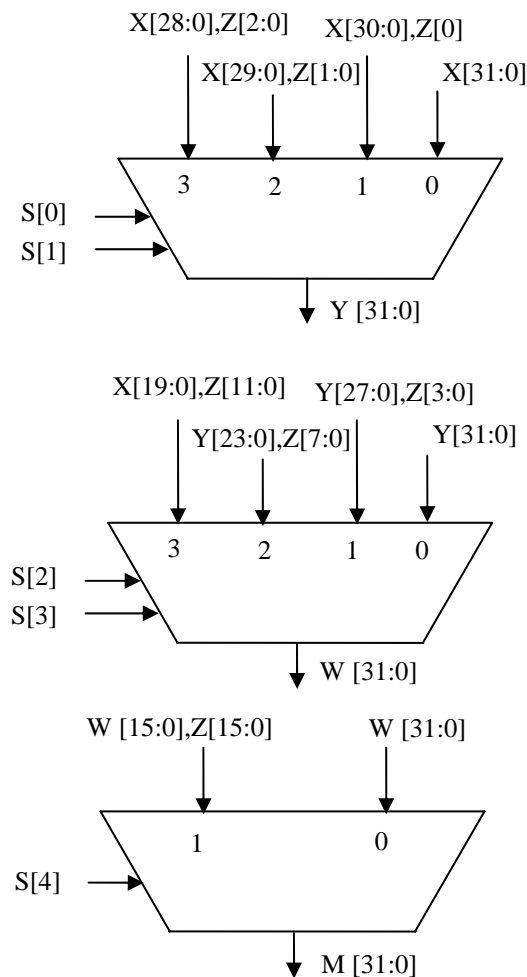 X[28:0],Z[2:0]
X[30:0],Z[0]
X[29:0],Z[1:0]
X[31:0]
3
2
1
0
S[0]
S[1]
Y [31:0]
X[19:0],Z[11:0]
Y[27:0],Z[3:0]
Y[23:0],Z[7:0]
Y[31:0]
3
2
1
0
S[2]
S[3]
W [31:0]
W [15:0],Z[15:0]
W [31:0]
1
0
S[4]
M [31:0]